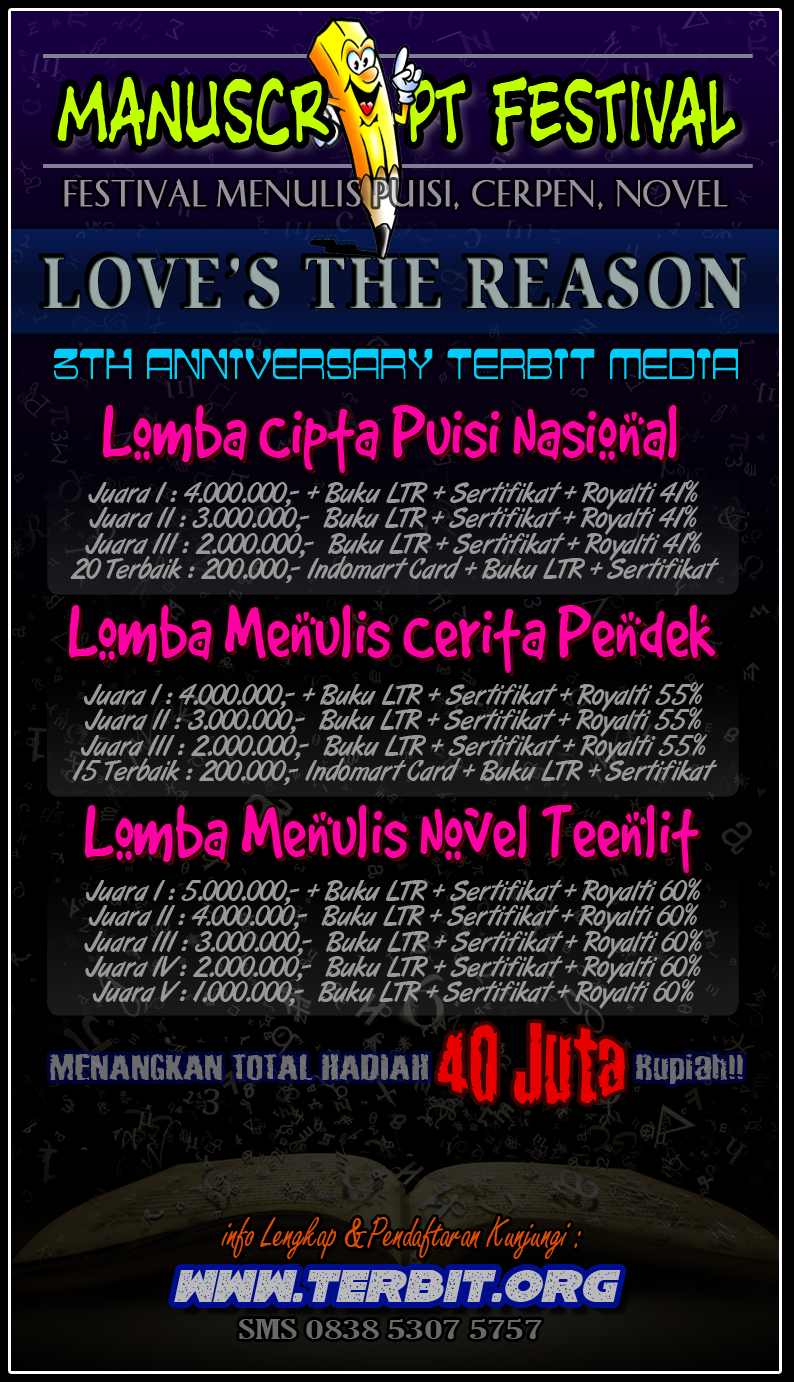 MANUSCRIPT FESTIVAL
FESTIVAL MENULIS PUISI, CERPEN, NOVEL
LOVE'S THE REASON
3TH ANNIVERSARY TERBIT MEDIA
Lomba Cipta Puisi Nasional
Juara I : 4.000.000,- + Buku LTR + Sertifikat + Royalti 41%
Juara II : 3.000.000,- Buku LTR + Sertifikat + Royalti 41%
Juara III : 2.000.000,- Buku LTR + Sertifikat + Royalti 41%
20 Terbaik : 200.000,- Indomart Card + Buku LTR + Sertifikat
Lomba Menulis Cerita Pendek
Juara I : 4.000.000,- + Buku LTR + Sertifikat + Royalti 55%
Juara II : 3.000.000,- Buku LTR + Sertifikat + Royalti 55%
Juara III : 2.000.000,- Buku LTR + Sertifikat + Royalti 55%
15 Terbaik : 200.000,- Indomart Card + Buku LTR + Sertifikat
Lomba Menulis Novel Teenlit
Juara I : 5.000.000,- + Buku LTR + Sertifikat + Royalti 60%
Juara II : 4.000.000,- Buku LTR + Sertifikat + Royalti 60%
Juara III : 3.000.000,- Buku LTR + Sertifikat + Royalti 60%
Juara IV : 2.000.000,- Buku LTR + Sertifikat + Royalti 60%
Juara V : 1.000.000,- Buku LTR + Sertifikat + Royalti 60%
MENANGKAN TOTAL HADIAH 40 Juta Rupiah!!
info Lengkap & Pendaftaran Kunjungi :
WWW.TERBIT.ORG
SMS 0838 5307 5757